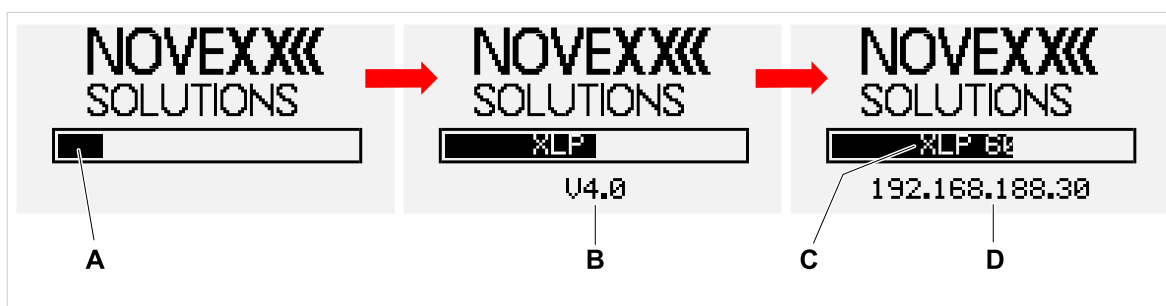 NOVEXX
SOLUTIONS
NOVEXX
SOLUTIONS
XLP
V4.0
NOVEXX
SOLUTIONS
XLP 60
192.168.188.30
A
B
C
D